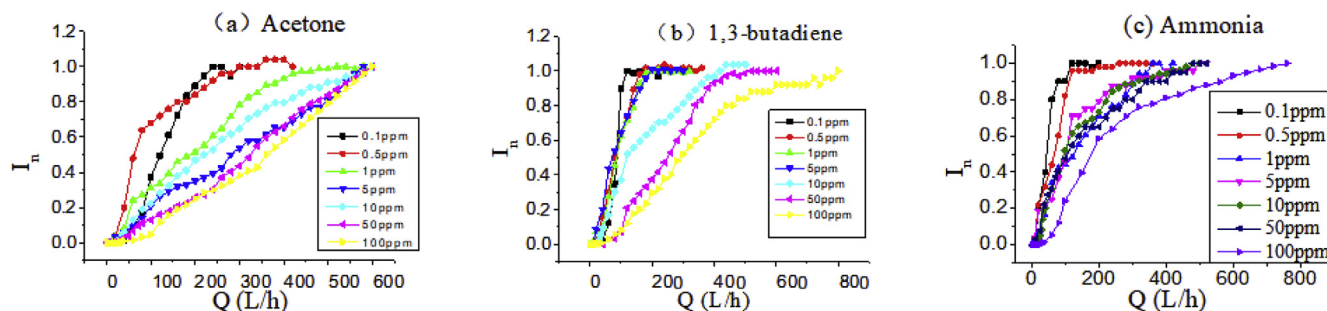 (a) Acetone
1.2
1.0
0.8
0.6
0.4
0.2
0.0
I_n
0.1ppm
0.5ppm
1ppm
5ppm
10ppm
50ppm
100ppm
0 100 200 300 400 500 600
Q (L/h)
(b) 1,3-butadiene
1.2
1.0
0.8
0.6
0.4
0.2
0.0
I_n
0.1ppm
0.5ppm
1ppm
5ppm
10ppm
50ppm
100ppm
0 200 400 600 800
Q (L/h)
(c) Ammonia
1.0
0.8
0.6
0.4
0.2
0.0
I_n
0.1ppm
0.5ppm
1ppm
5ppm
10ppm
50ppm
100ppm
0 200 400 600 800
Q (L/h)